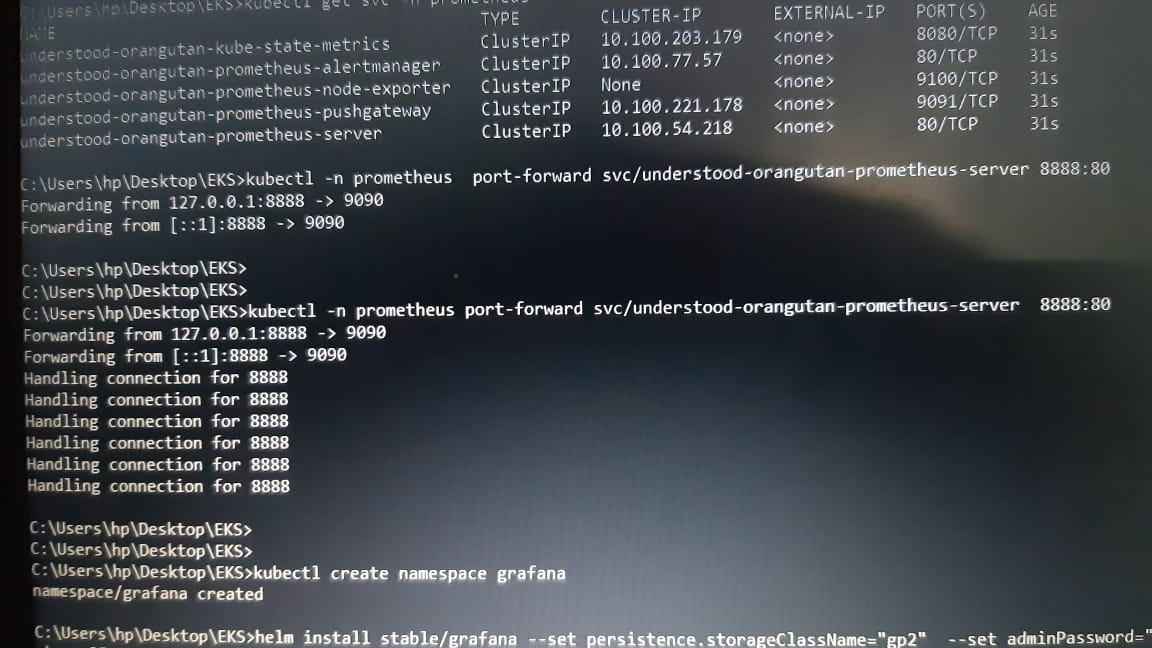 C:\Users\hp\Desktop\EKS>kubectl get svc -n prometheus
NAME TYPE CLUSTER-IP EXTERNAL-IP PORT(S) AGE
understood-orangutan-kube-state-metrics ClusterIP 10.100.203.179 <none> 8080/TCP 31s
understood-orangutan-prometheus-alertmanager ClusterIP 10.100.77.57 <none> 80/TCP 31s
understood-orangutan-prometheus-node-exporter ClusterIP None <none> 9100/TCP 31s
understood-orangutan-prometheus-pushgateway ClusterIP 10.100.221.178 <none> 9091/TCP 31s
understood-orangutan-prometheus-server ClusterIP 10.100.54.218 <none> 80/TCP 31s
C:\Users\hp\Desktop\EKS>kubectl -n prometheus  port-forward svc/understood-orangutan-prometheus-server 8888:80
Forwarding from 127.0.0.1:8888 -> 9090
Forwarding from [::1]:8888 -> 9090
C:\Users\hp\Desktop\EKS>
C:\Users\hp\Desktop\EKS>
C:\Users\hp\Desktop\EKS>kubectl -n prometheus port-forward svc/understood-orangutan-prometheus-server  8888:80
Forwarding from 127.0.0.1:8888 -> 9090
Forwarding from [::1]:8888 -> 9090
Handling connection for 8888
Handling connection for 8888
Handling connection for 8888
Handling connection for 8888
Handling connection for 8888
Handling connection for 8888
C:\Users\hp\Desktop\EKS>
C:\Users\hp\Desktop\EKS>
C:\Users\hp\Desktop\EKS>kubectl create namespace grafana
namespace/grafana created
C:\Users\hp\Desktop\EKS>helm install stable/grafana --set persistence.storageClassName="gp2"  --set adminPassword="